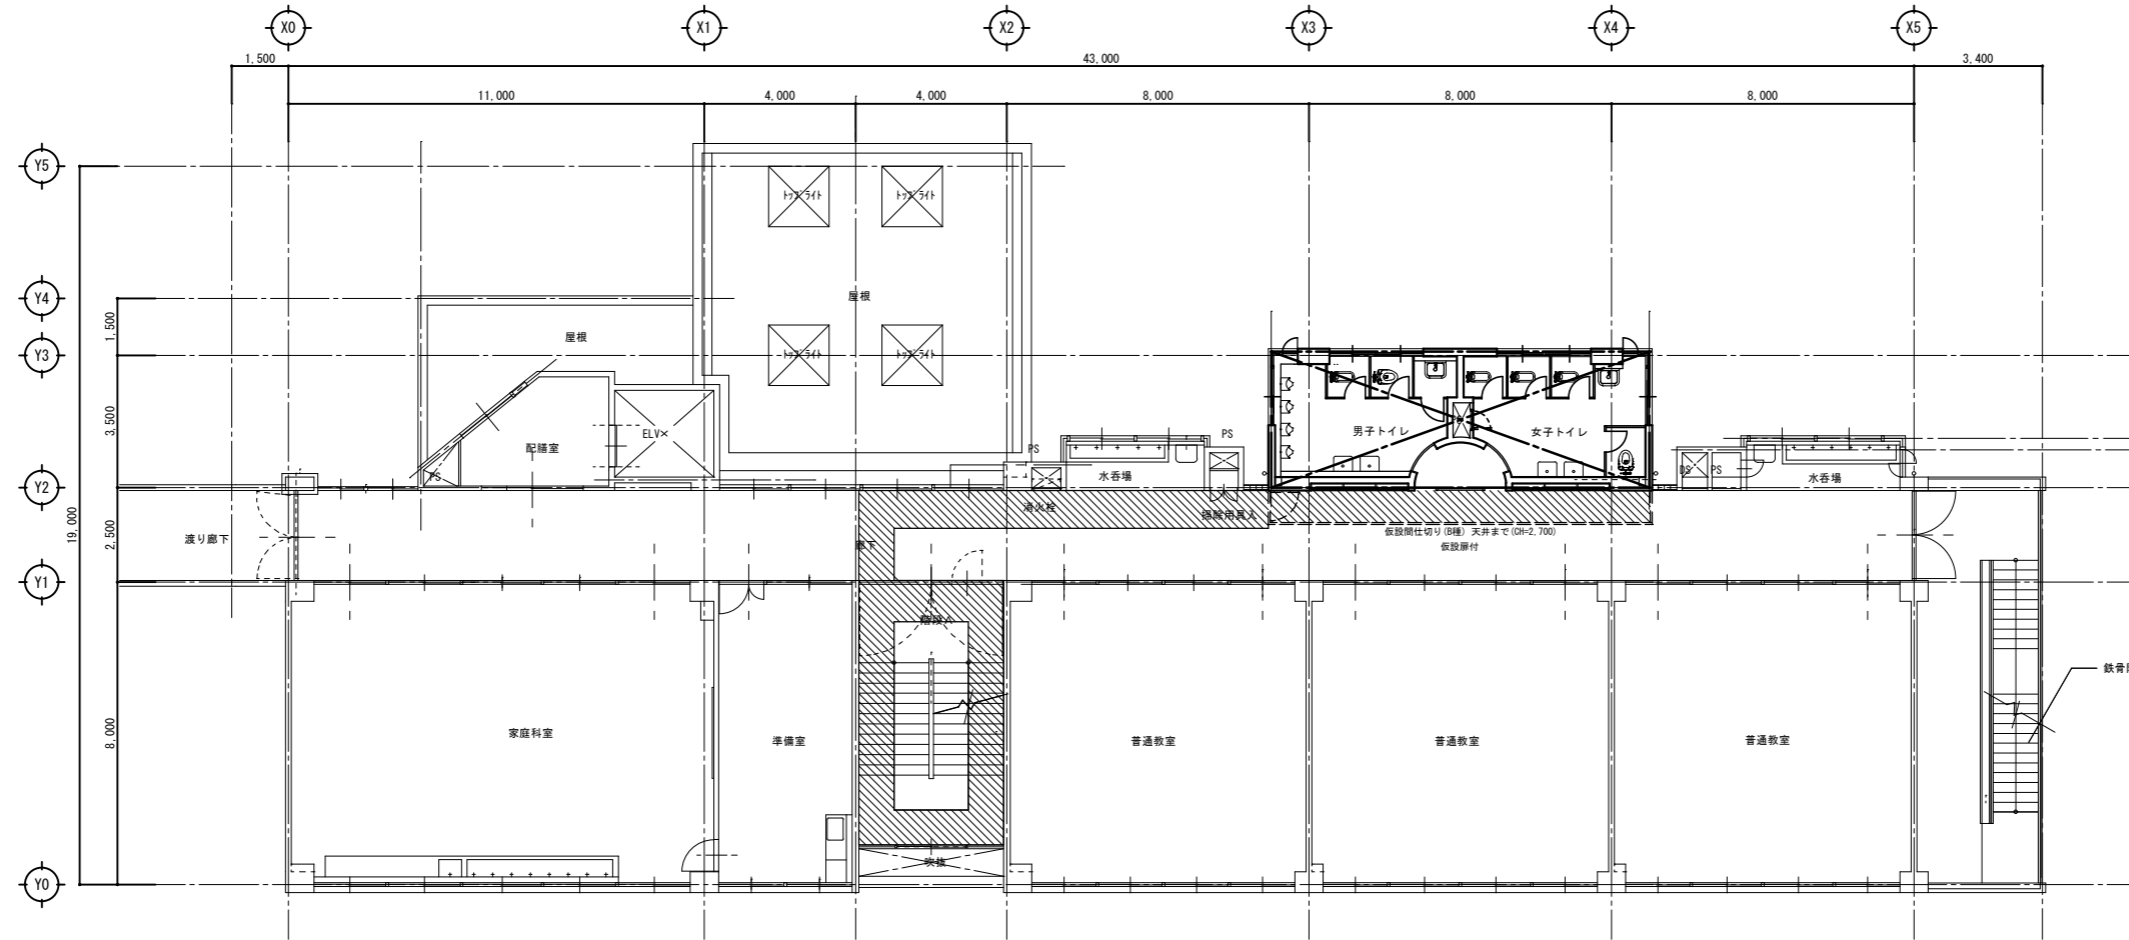 X0
X1
X2
X3
X4
X5
1,500
43,000
3,400
11,000
4,000
4,000
8,000
8,000
8,000
Y5
トップライト
トップライト
Y4
屋根
1,500
屋根
Y3
トップライト
トップライト
3,500
配膳室
ELV
PS
PS
PS
水呑場
男子トイレ
女子トイレ
DS
PS
水呑場
Y2
消火栓
掃除用具入
19,000
2,500
渡り廊下
廊下
仮設間仕切り(B種) 天井まで(CH=2,700)
仮設扉付
Y1
階段A
8,000
家庭科室
準備室
普通教室
普通教室
普通教室
鉄骨
吹抜
Y0